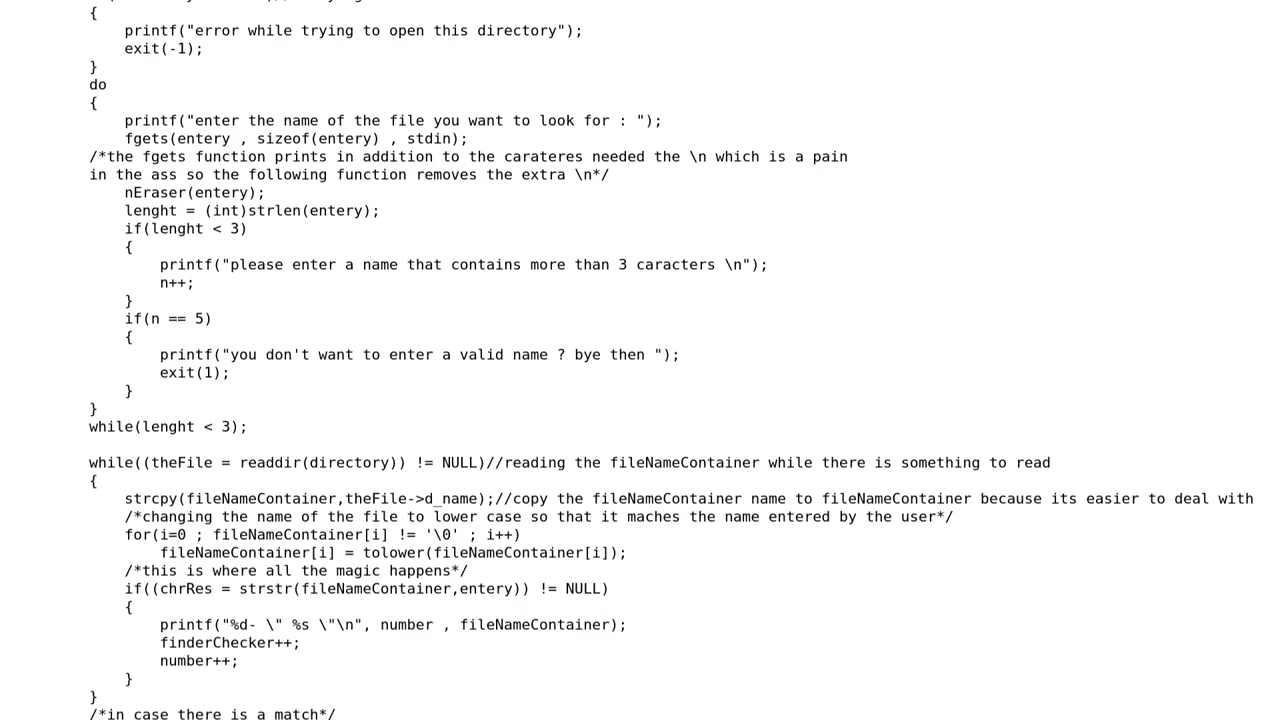 {
printf("error while trying to open this directory");
exit(-1);
}
do
{
printf("enter the name of the file you want to look for : ");
fgets(entery , sizeof(entery) , stdin);
/*the fgets function prints in addition to the carateres needed the \n which is a pain
in the ass so the following function removes the extra \n*/
nEraser(entery);
lenght = (int)strlen(entery);
if(lenght < 3)
{
printf("please enter a name that contains more than 3 caracters \n");
n++;
}
if(n == 5)
{
printf("you don't want to enter a valid name ? bye then ");
exit(1);
}
}
while(lenght < 3);
while((theFile = readdir(directory)) != NULL)//reading the fileNameContainer while there is something to read
{
strcpy(fileNameContainer,theFile->d_name);//copy the fileNameContainer name to fileNameContainer because its easier to deal with
/*changing the name of the file to lower case so that it maches the name entered by the user*/
for(i=0 ; fileNameContainer[i] != '\0' ; i++)
fileNameContainer[i] = tolower(fileNameContainer[i]);
/*this is where all the magic happens*/
if((chrRes = strstr(fileNameContainer,entery)) != NULL)
{
printf("%d- \" %s \"\n", number , fileNameContainer);
finderChecker++;
number++;
}
}
/*in case there is a match*/